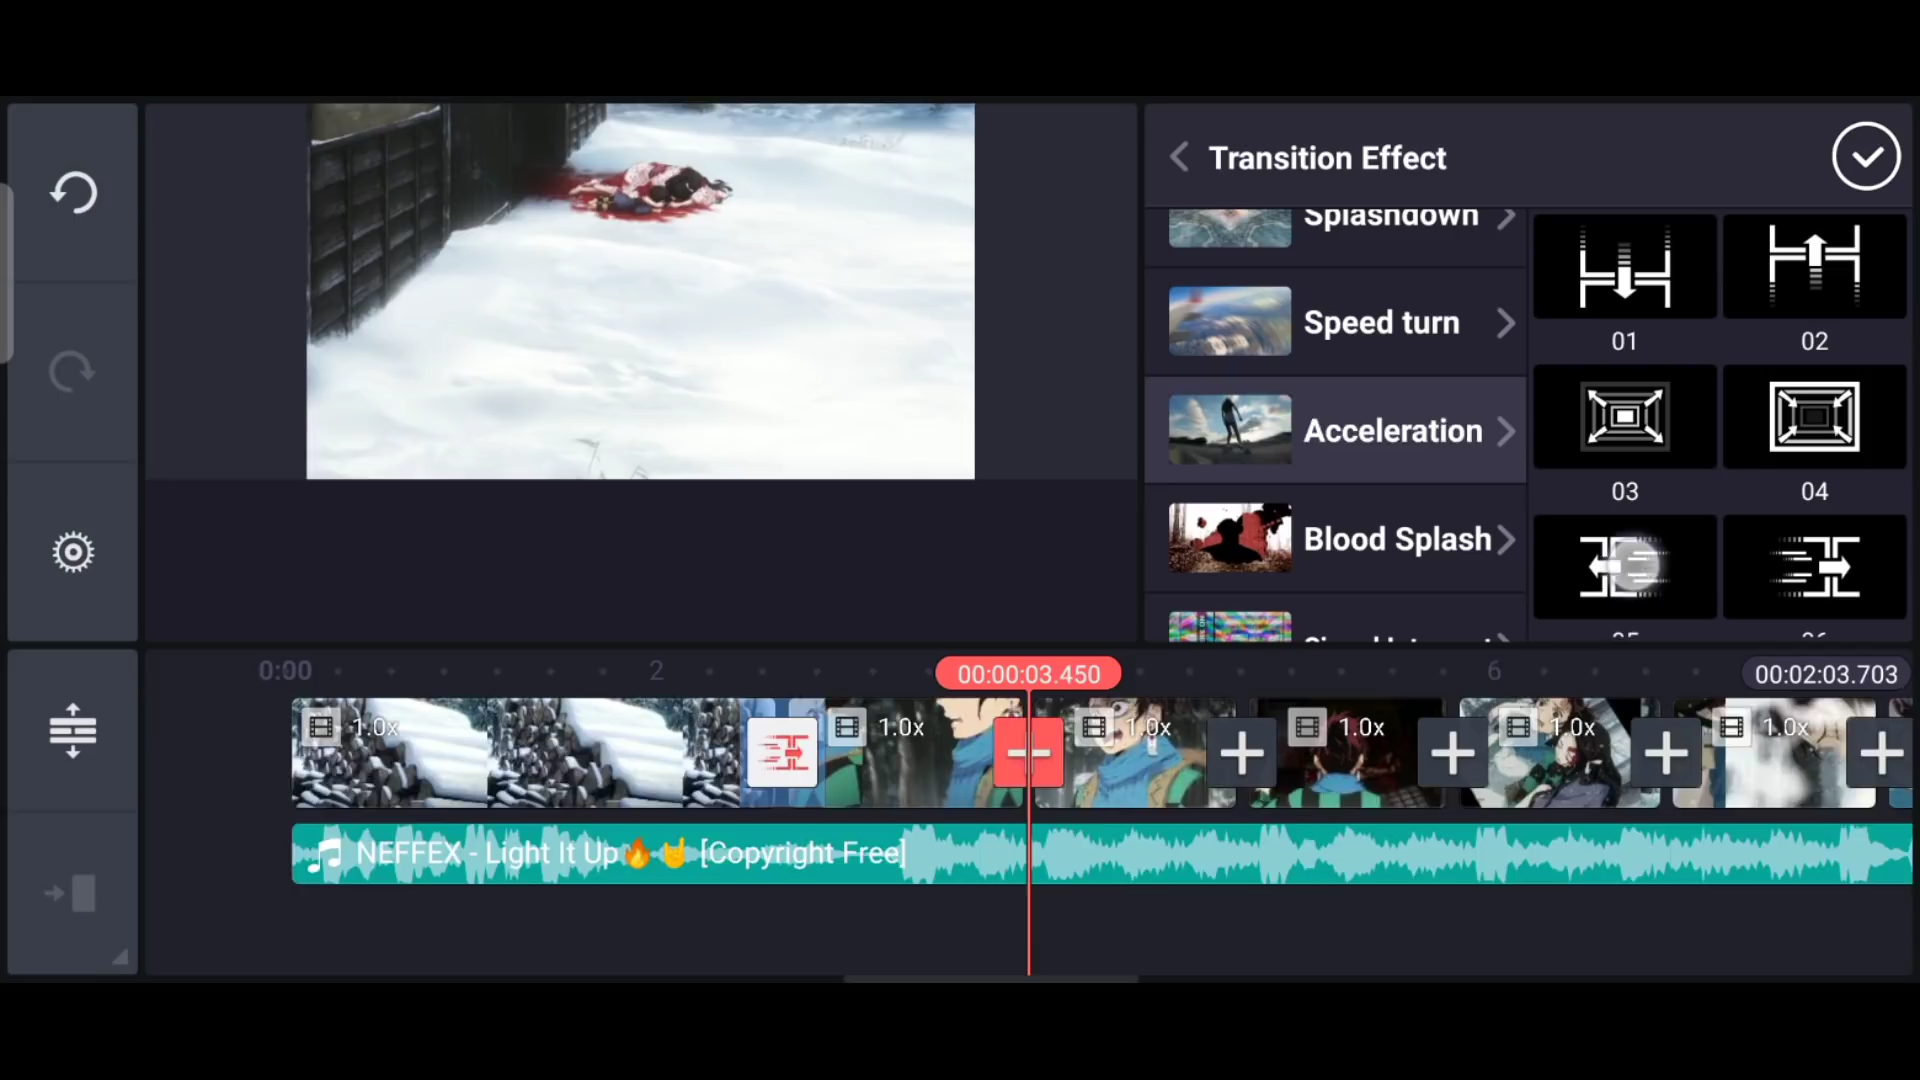 Transition Effect
Splashdown
Speed turn
Acceleration
Blood Splash
01
02
03
04
0:00
2
00:00:03.450
6
00:02:03.703
1.0x
1.0x
1.0x
1.0x
1.0x
1.0x
NEFFEX - Light It Up🔥🤘 [Copyright Free]